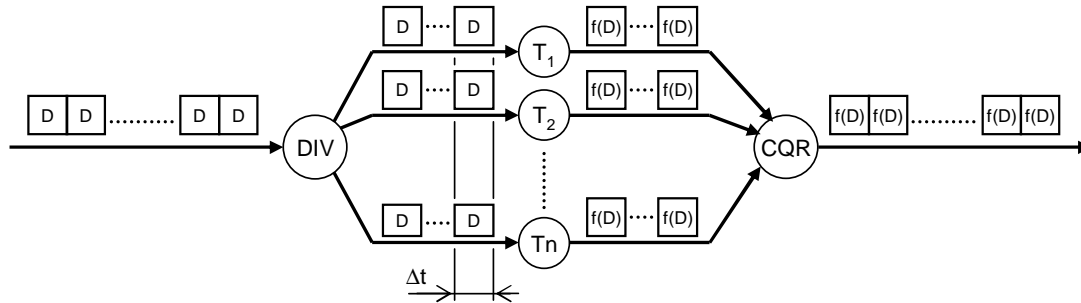 D ..... D
f(D) ..... f(D)
T1
D ..... D
f(D) ..... f(D)
D D .......... D D
T2
f(D) f(D) .......... f(D) f(D)
DIV
CQR
D ..... D
f(D) ..... f(D)
Tn
Δt